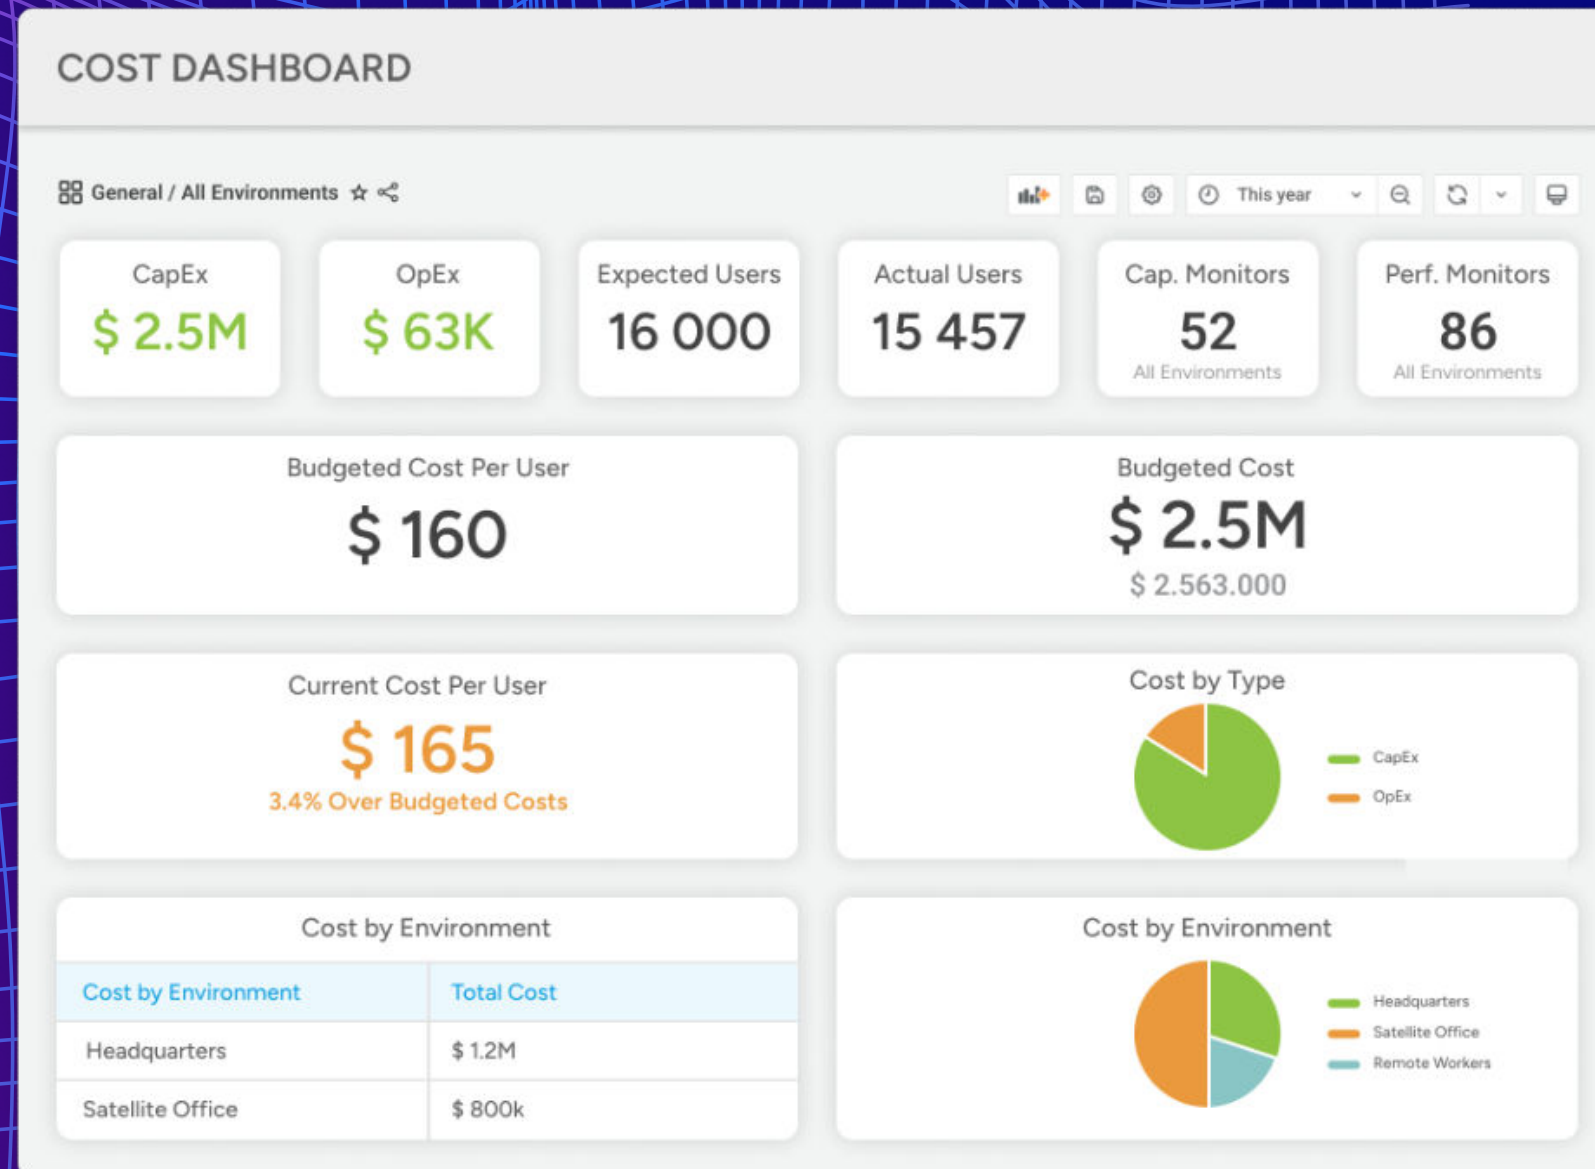 COST DASHBOARD
General / All Environments
This year
CapEx
$ 2.5M
OpEx
$ 63K
Expected Users
16 000
Actual Users
15 457
Cap. Monitors
52
All Environments
Perf. Monitors
86
All Environments
Budgeted Cost Per User
$ 160
Budgeted Cost
$ 2.5M
$ 2.563.000
Current Cost Per User
$ 165
3.4% Over Budgeted Costs
Cost by Type
CapEx
OpEx
Cost by Environment
Cost by Environment Total Cost
Headquarters $ 1.2M
Satellite Office $ 800k
Cost by Environment
Headquarters
Satellite Office
Remote Workers